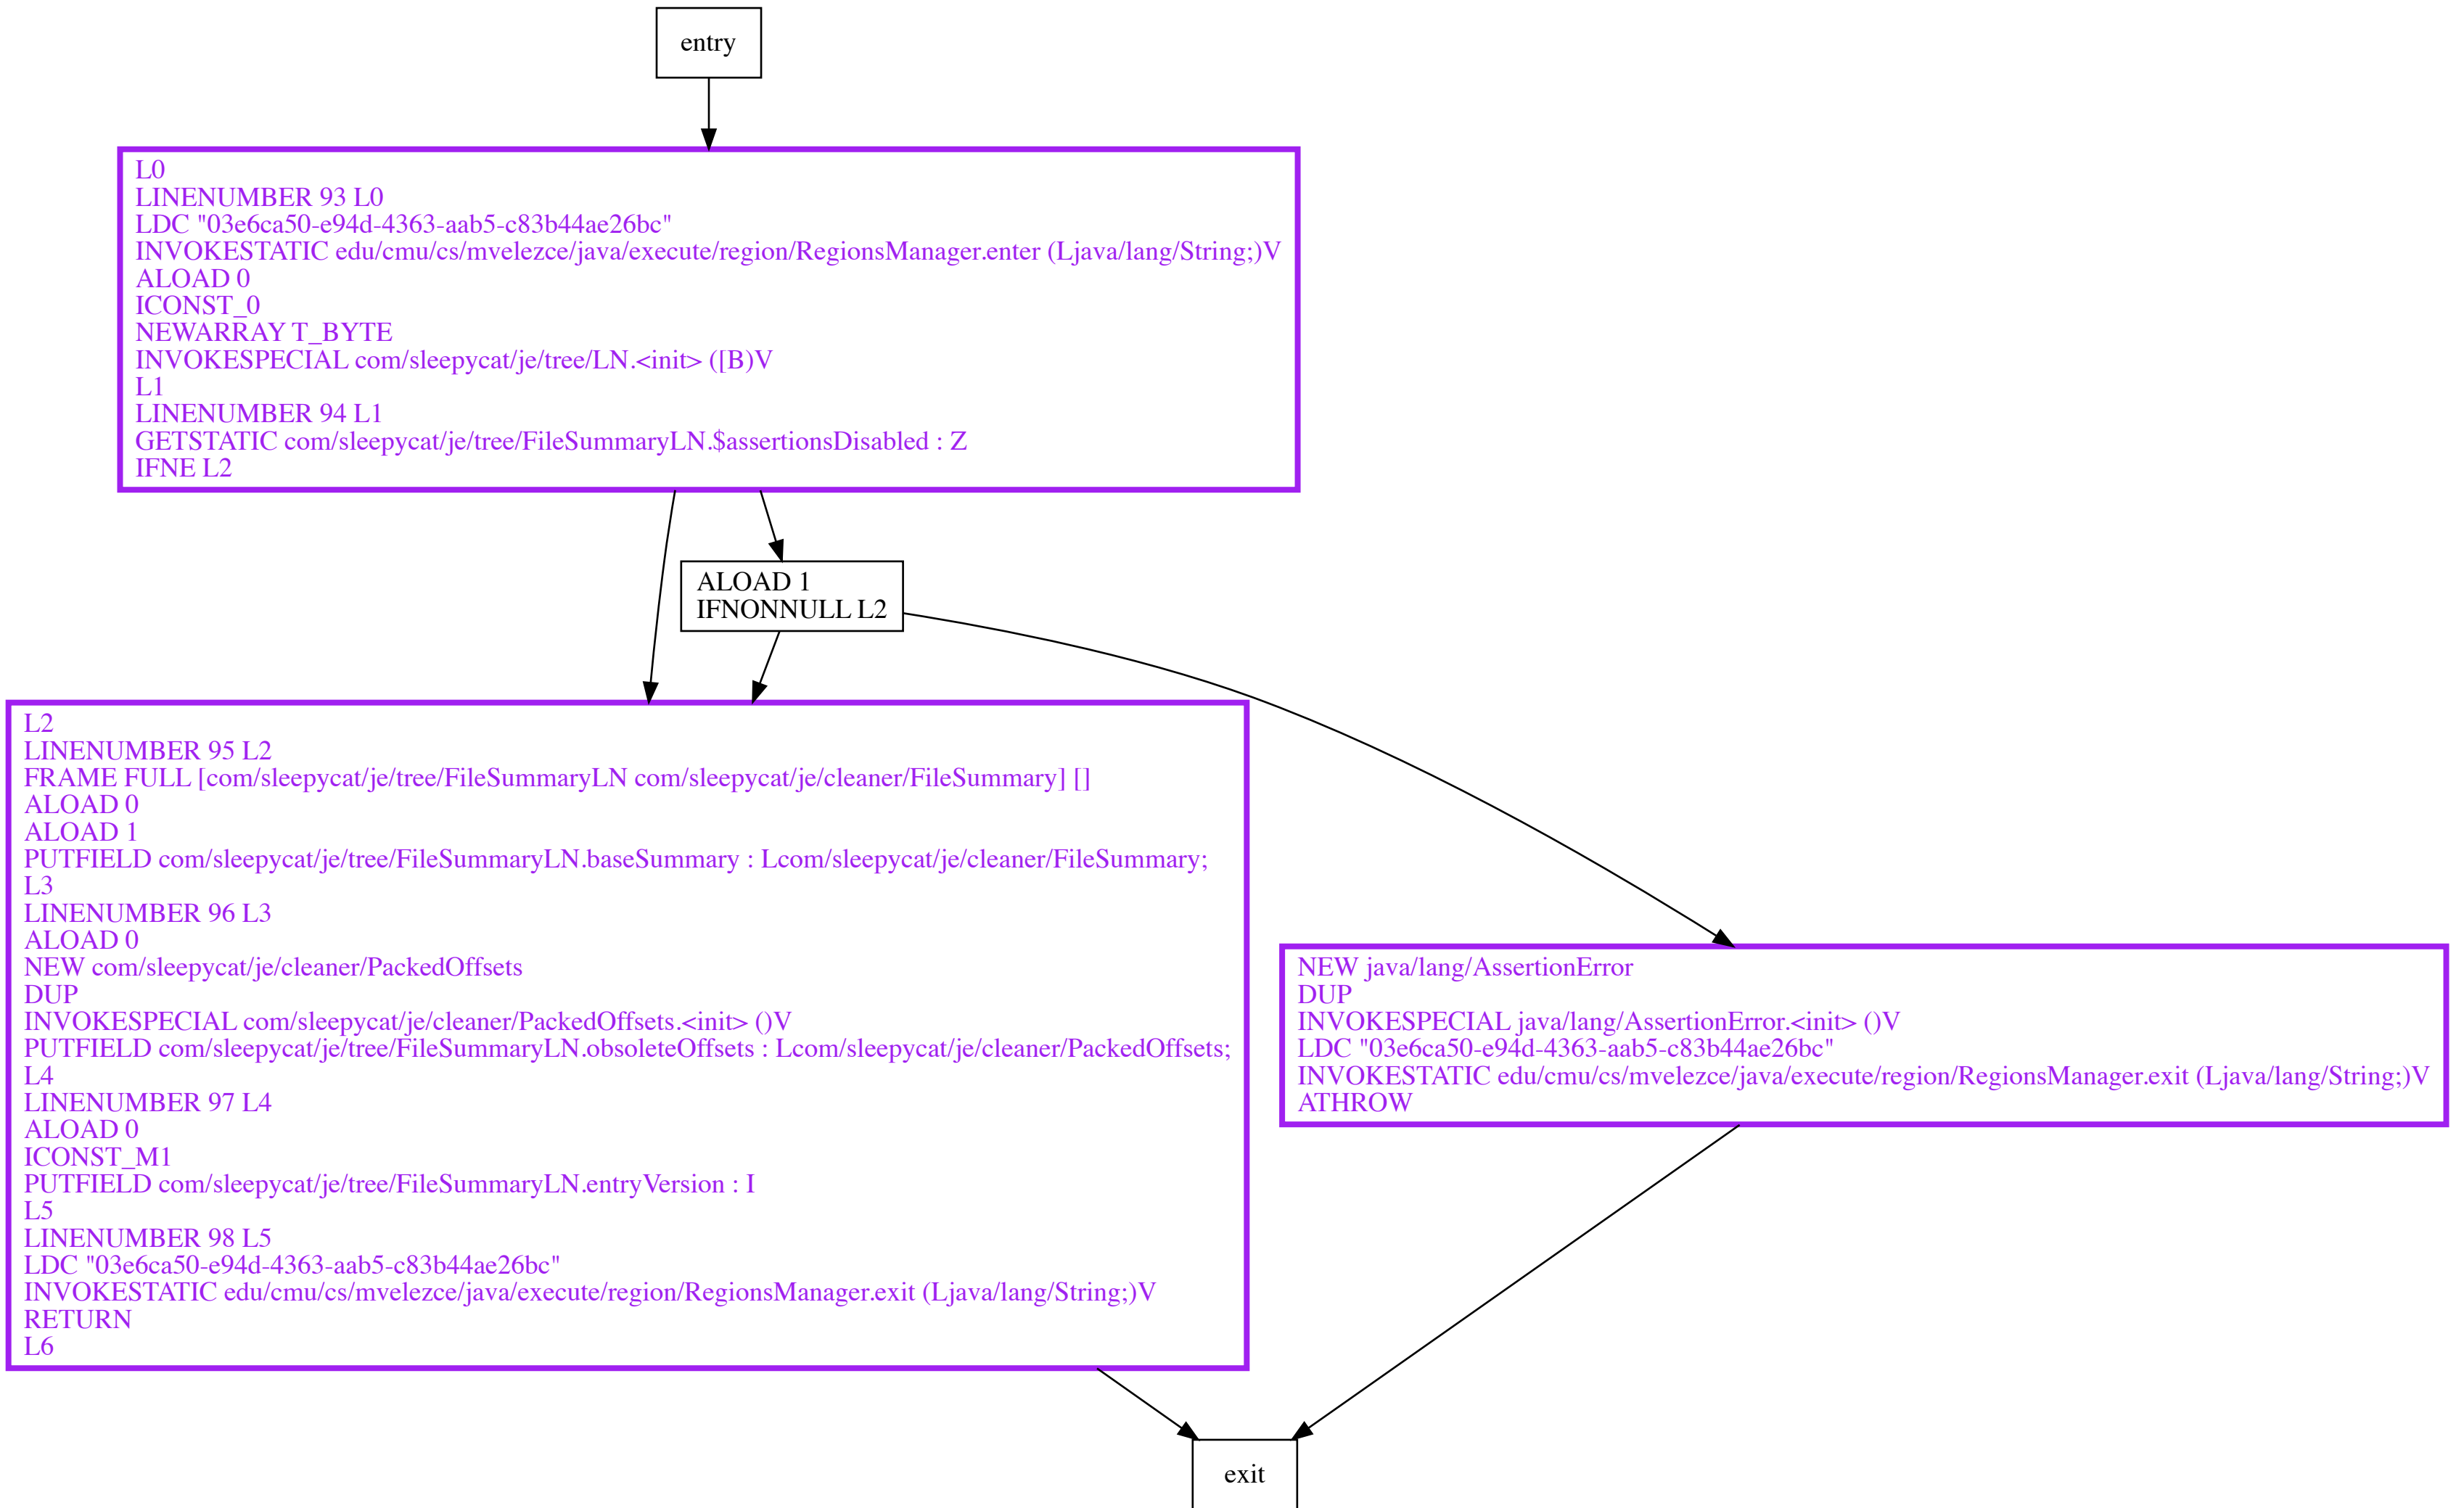 entry
L0
LINENUMBER 93 L0
LDC "03e6ca50-e94d-4363-aab5-c83b44ae26bc"
INVOKESTATIC edu/cmu/cs/mvelezce/java/execute/region/RegionsManager.enter (Ljava/lang/String;)V
ALOAD 0
ICONST_0
NEWARRAY T_BYTE
INVOKESPECIAL com/sleepycat/je/tree/LN.<init> ([B)V
L1
LINENUMBER 94 L1
GETSTATIC com/sleepycat/je/tree/FileSummaryLN.$assertionsDisabled : Z
IFNE L2
ALOAD 1
IFNONNULL L2
L2
LINENUMBER 95 L2
FRAME FULL [com/sleepycat/je/tree/FileSummaryLN com/sleepycat/je/cleaner/FileSummary] []
ALOAD 0
ALOAD 1
PUTFIELD com/sleepycat/je/tree/FileSummaryLN.baseSummary : Lcom/sleepycat/je/cleaner/FileSummary;
L3
LINENUMBER 96 L3
ALOAD 0
NEW com/sleepycat/je/cleaner/PackedOffsets
DUP
INVOKESPECIAL com/sleepycat/je/cleaner/PackedOffsets.<init> ()V
PUTFIELD com/sleepycat/je/tree/FileSummaryLN.obsoleteOffsets : Lcom/sleepycat/je/cleaner/PackedOffsets;
L4
LINENUMBER 97 L4
ALOAD 0
ICONST_M1
PUTFIELD com/sleepycat/je/tree/FileSummaryLN.entryVersion : I
L5
LINENUMBER 98 L5
LDC "03e6ca50-e94d-4363-aab5-c83b44ae26bc"
INVOKESTATIC edu/cmu/cs/mvelezce/java/execute/region/RegionsManager.exit (Ljava/lang/String;)V
RETURN
L6
NEW java/lang/AssertionError
DUP
INVOKESPECIAL java/lang/AssertionError.<init> ()V
LDC "03e6ca50-e94d-4363-aab5-c83b44ae26bc"
INVOKESTATIC edu/cmu/cs/mvelezce/java/execute/region/RegionsManager.exit (Ljava/lang/String;)V
ATHROW
exit